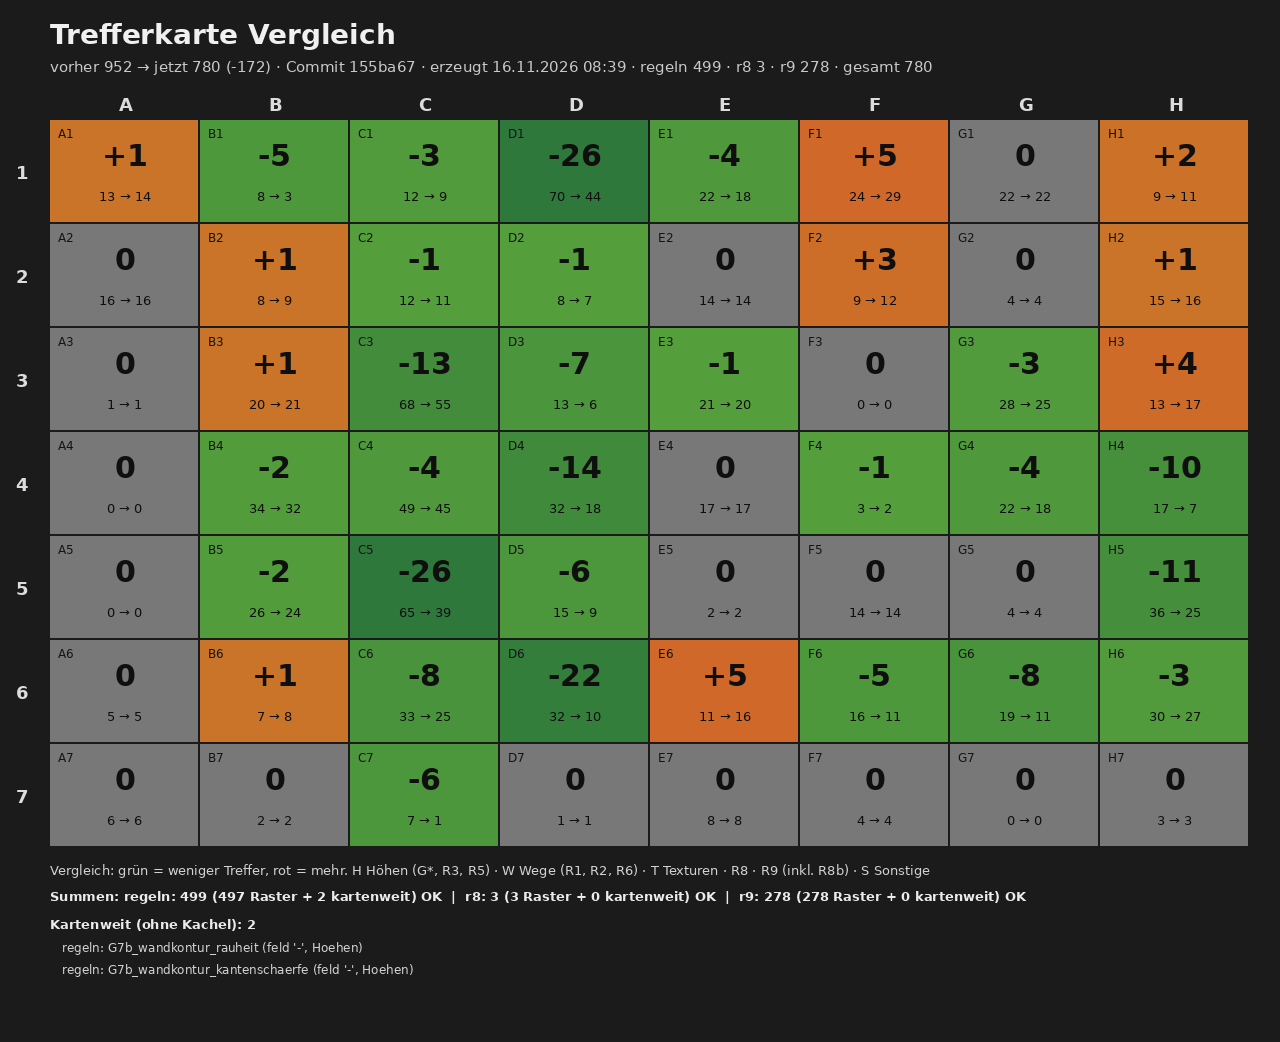 Trefferkarte Vergleich
vorher 952 → jetzt 780 (-172) · Commit 155ba67 · erzeugt 16.11.2026 08:39 · regeln 499 · r8 3 · r9 278 · gesamt 780
A B C D E F G H
A1 B1 C1 D1 E1 F1 G1 H1
1 +1 -5 -3 -26 -4 +5 0 +2
13 → 14 8 → 3 12 → 9 70 → 44 22 → 18 24 → 29 22 → 22 9 → 11
A2 B2 C2 D2 E2 F2 G2 H2
2 0 +1 -1 -1 0 +3 0 +1
16 → 16 8 → 9 12 → 11 8 → 7 14 → 14 9 → 12 4 → 4 15 → 16
A3 B3 C3 D3 E3 F3 G3 H3
3 0 +1 -13 -7 -1 0 -3 +4
1 → 1 20 → 21 68 → 55 13 → 6 21 → 20 0 → 0 28 → 25 13 → 17
A4 B4 C4 D4 E4 F4 G4 H4
4 0 -2 -4 -14 0 -1 -4 -10
0 → 0 34 → 32 49 → 45 32 → 18 17 → 17 3 → 2 22 → 18 17 → 7
A5 B5 C5 D5 E5 F5 G5 H5
5 0 -2 -26 -6 0 0 0 -11
0 → 0 26 → 24 65 → 39 15 → 9 2 → 2 14 → 14 4 → 4 36 → 25
A6 B6 C6 D6 E6 F6 G6 H6
6 0 +1 -8 -22 +5 -5 -8 -3
5 → 5 7 → 8 33 → 25 32 → 10 11 → 16 16 → 11 19 → 11 30 → 27
A7 B7 C7 D7 E7 F7 G7 H7
7 0 0 -6 0 0 0 0 0
6 → 6 2 → 2 7 → 1 1 → 1 8 → 8 4 → 4 0 → 0 3 → 3
Vergleich: grün = weniger Treffer, rot = mehr. H Höhen (G*, R3, R5) · W Wege (R1, R2, R6) · T Texturen · R8 · R9 (inkl. R8b) · S Sonstige
Summen: regeln: 499 (497 Raster + 2 kartenweit) OK | r8: 3 (3 Raster + 0 kartenweit) OK | r9: 278 (278 Raster + 0 kartenweit) OK
Kartenweit (ohne Kachel): 2
regeln: G7b_wandkontur_rauheit (feld '-', Hoehen)
regeln: G7b_wandkontur_kantenschaerfe (feld '-', Hoehen)